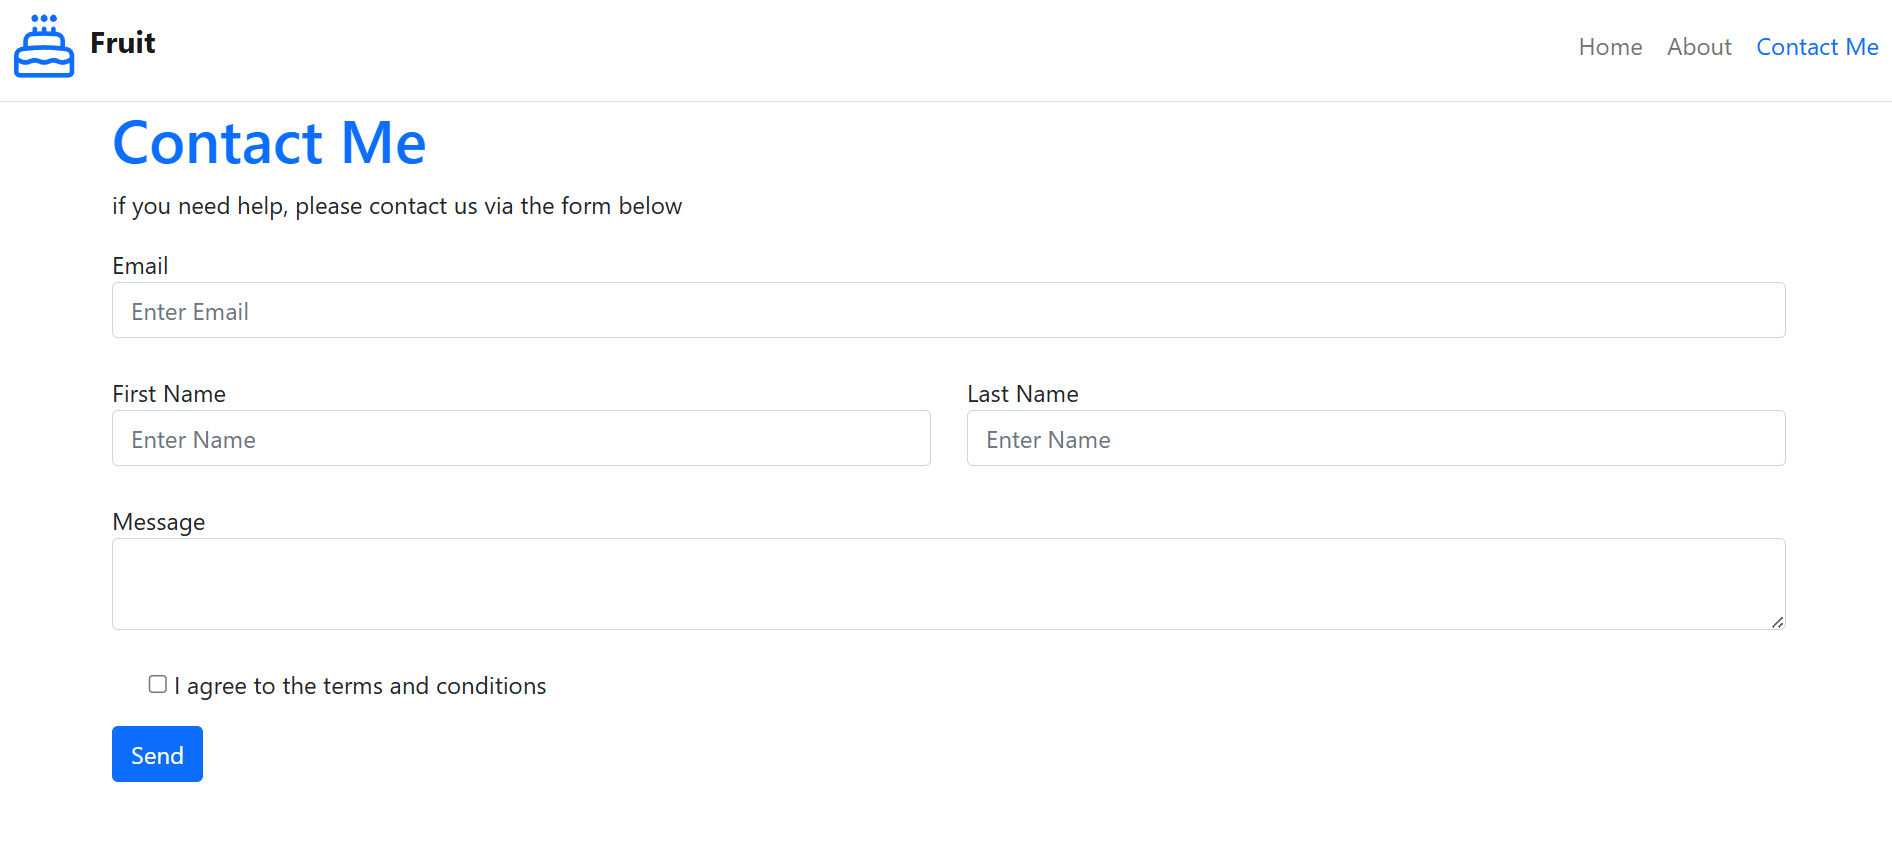 Fruit
Home About Contact Me
Contact Me
if you need help, please contact us via the form below
Email
Enter Email
First Name Last Name
Enter Name Enter Name
Message
I agree to the terms and conditions
Send